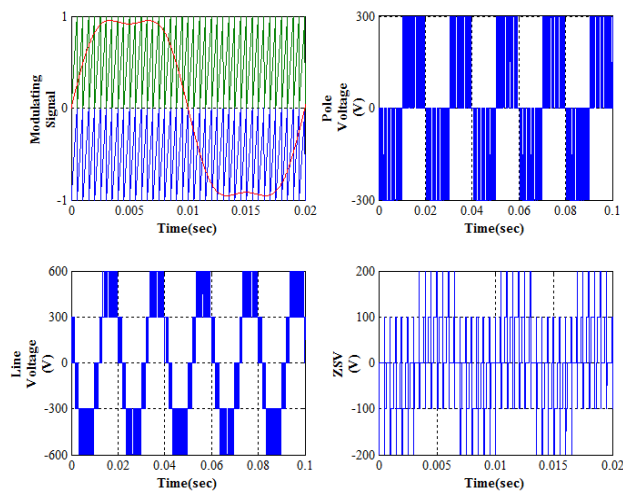 1
0
-1
Modulating
Signal
0
0.005
0.01
0.015
0.02
Time(sec)
300
0
-300
Pole
Voltage
(V)
0
0.02
0.04
0.06
0.08
0.1
Time(sec)
600
300
0
-300
-600
Line
Voltage
(V)
0
0.02
0.04
0.06
0.08
0.1
Time(sec)
200
100
0
-100
-200
ZSV
(V)
0
0.005
0.01
0.015
0.02
Time(sec)